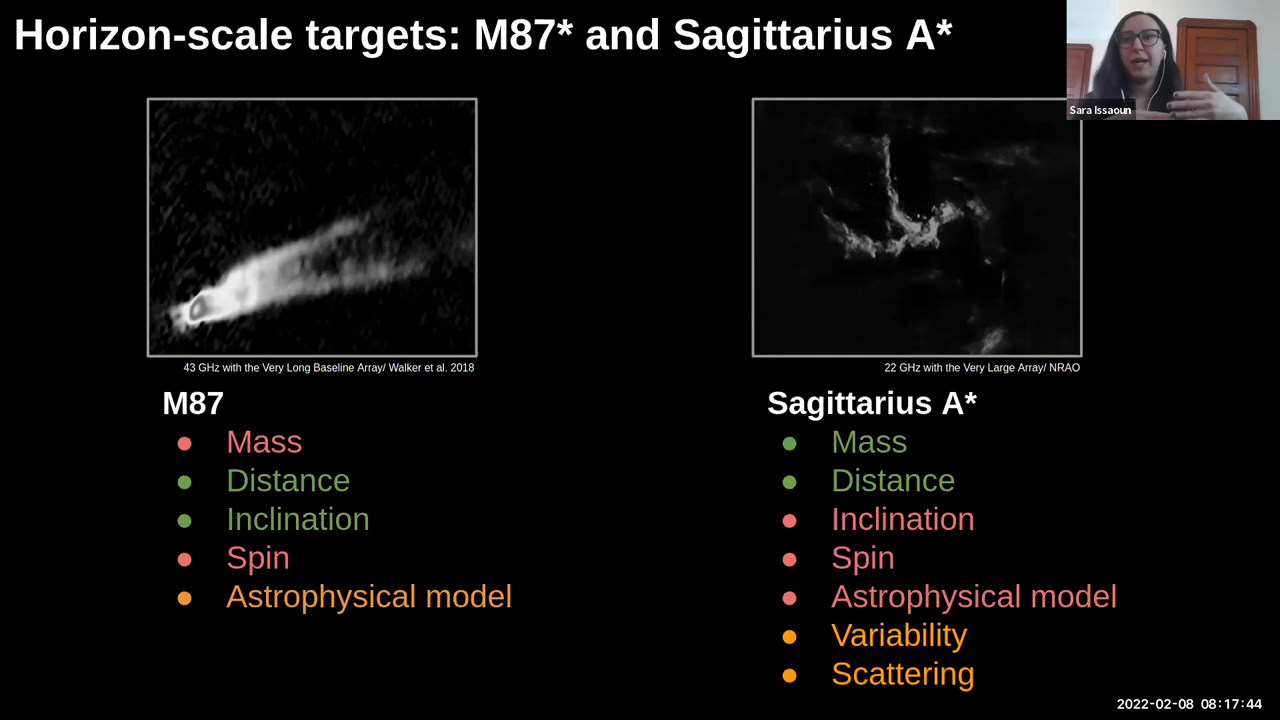 Horizon-scale targets: M87* and Sagittarius A*
Sara Issaoun
43 GHz with the Very Long Baseline Array/ Walker et al. 2018
22 GHz with the Very Large Array/ NRAO
M87
● Mass
● Distance
● Inclination
● Spin
● Astrophysical model
Sagittarius A*
● Mass
● Distance
● Inclination
● Spin
● Astrophysical model
● Variability
● Scattering
2022-02-08 08:17:44